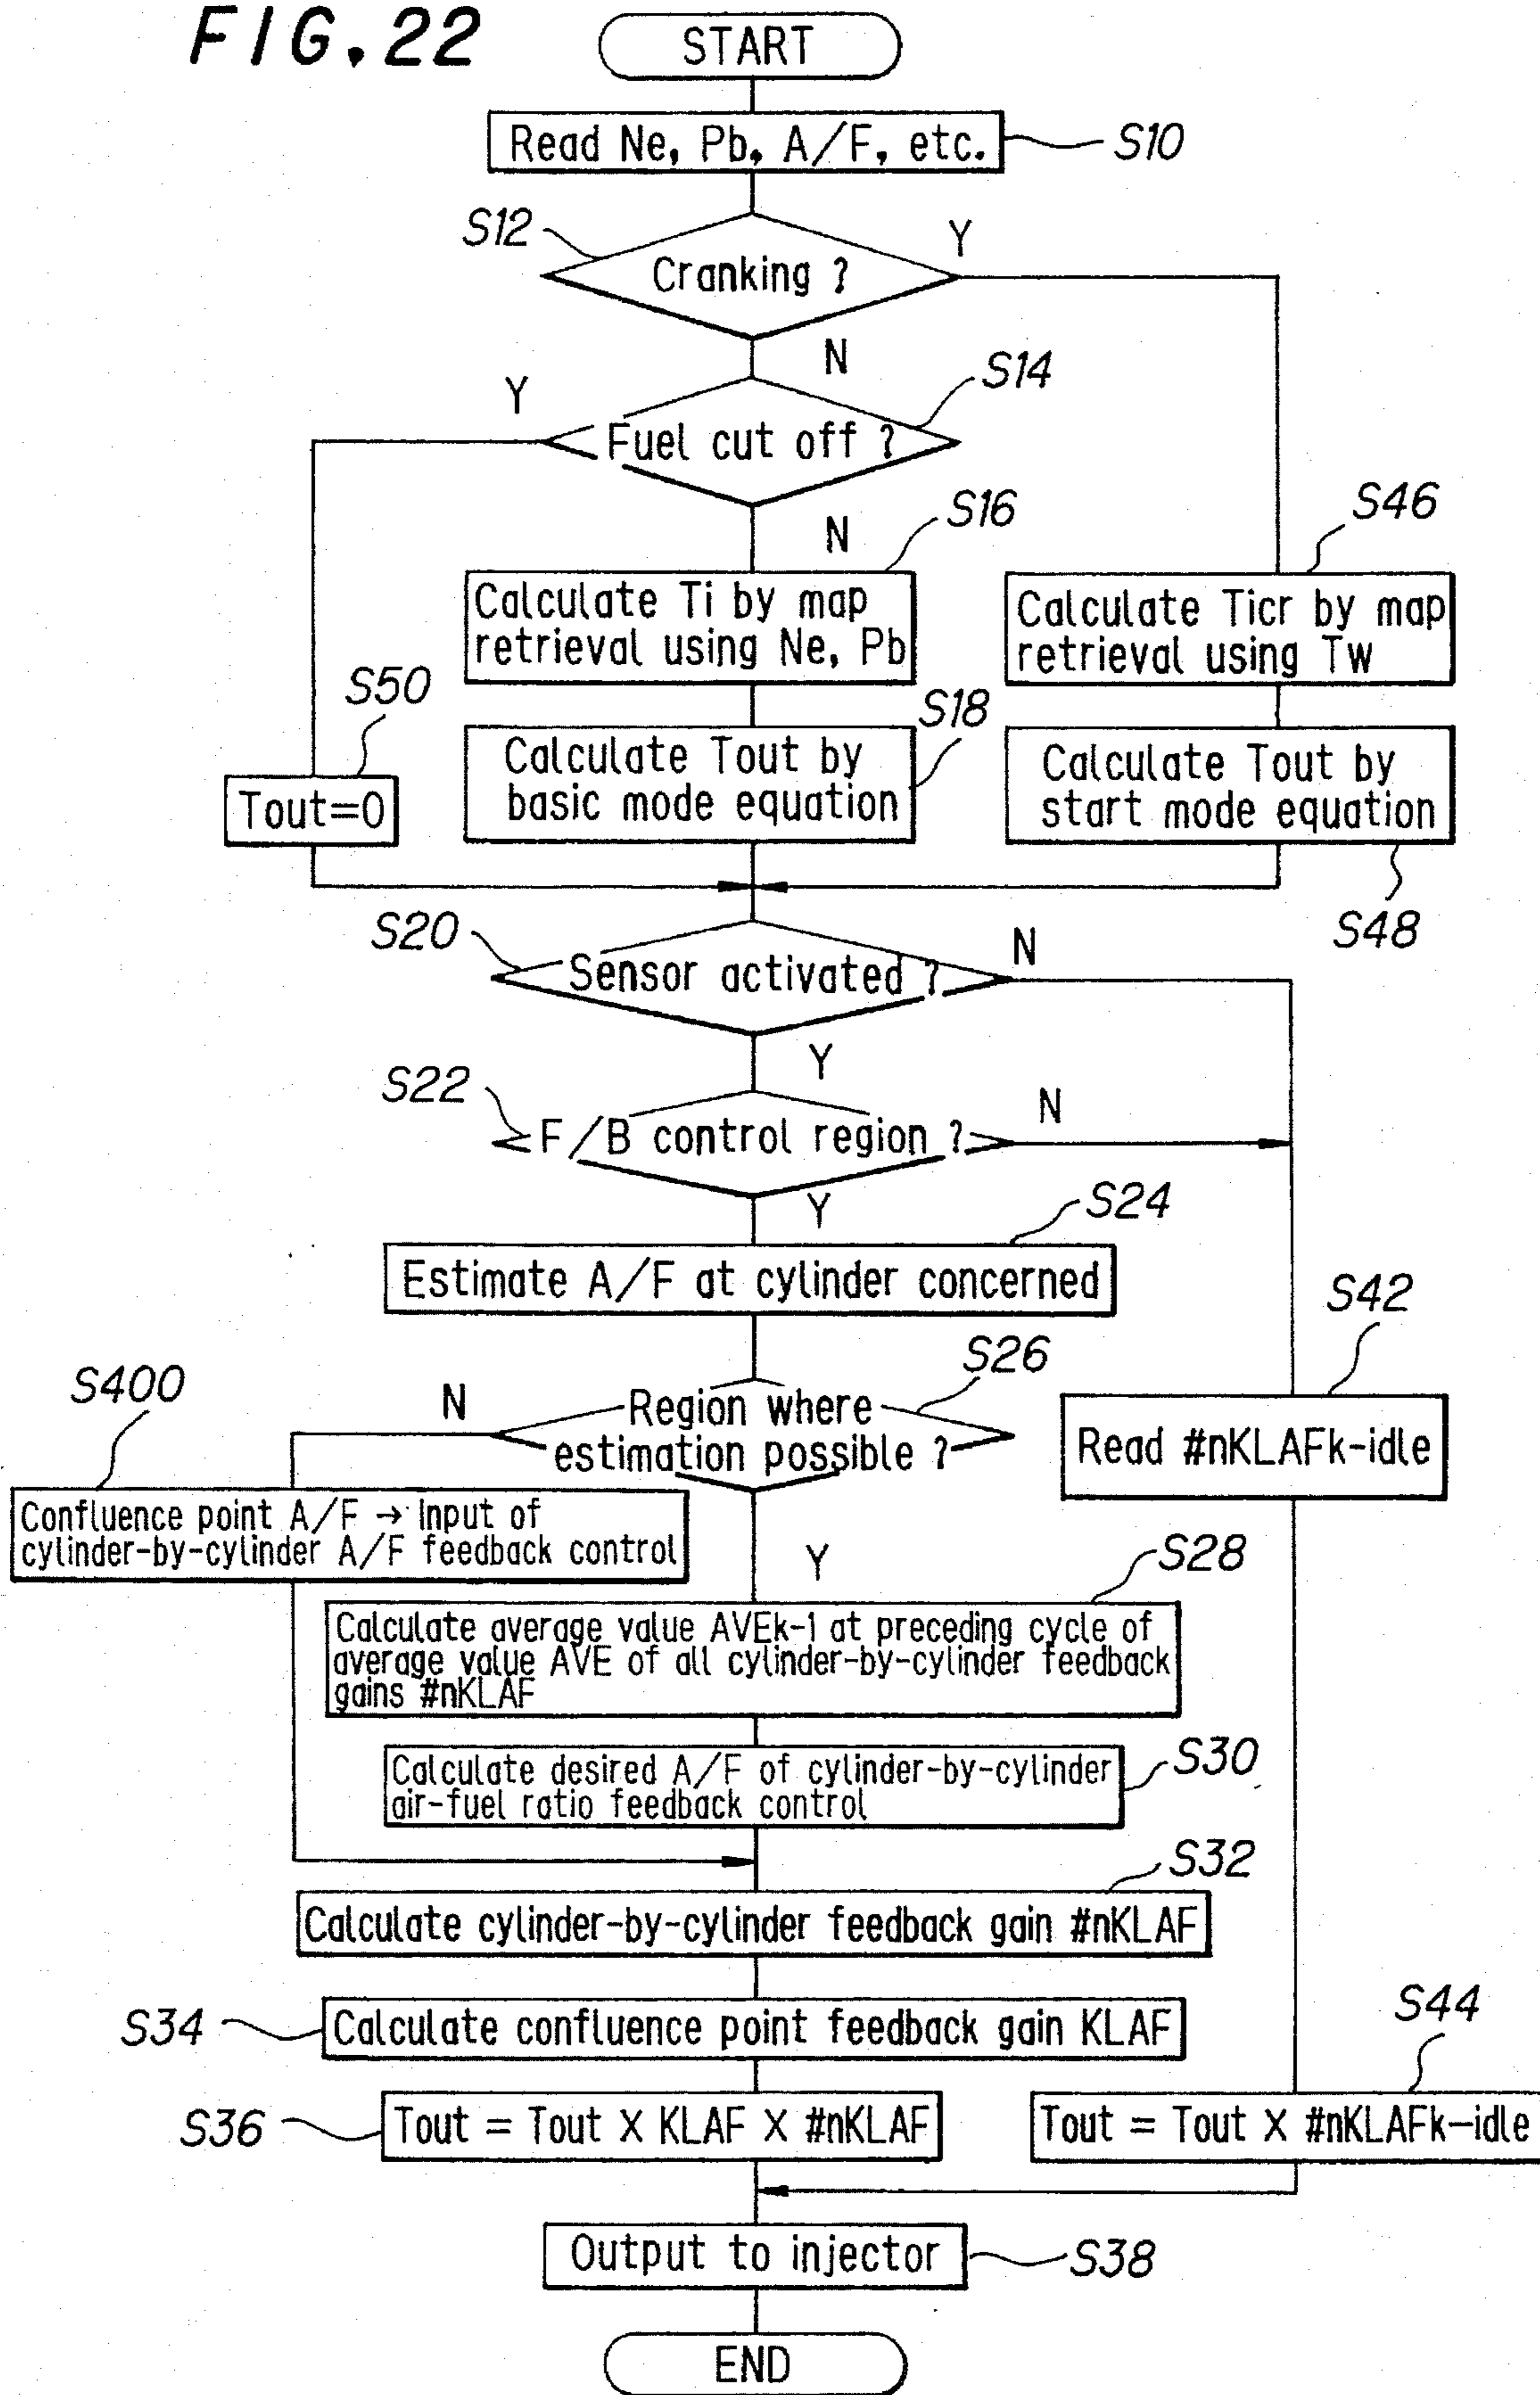 FIG.22
START
Read Ne, Pb, A/F, etc.
S10
S12
Y
Cranking ?
N
S14
Y
Fuel cut off ?
N
S16
S46
Calculate Ti by map
retrieval using Ne, Pb
Calculate Ticr by map
retrieval using Tw
S50
S18
Tout=0
Calculate Tout by
basic mode equation
Calculate Tout by
start mode equation
S48
S20
N
Sensor activated ?
Y
S22
N
F/B control region ?
Y
S24
Estimate A/F at cylinder concerned
S42
S400
N
S26
Region where
estimation possible ?
Read #nKLAFk-idle
Confluence point A/F → Input of
cylinder-by-cylinder A/F feedback control
Y
S28
Calculate average value AVEk-1 at preceding cycle of
average value AVE of all cylinder-by-cylinder feedback
gains #nKLAF
S30
Calculate desired A/F of cylinder-by-cylinder
air-fuel ratio feedback control
S32
Calculate cylinder-by-cylinder feedback gain #nKLAF
S34
Calculate confluence point feedback gain KLAF
S44
S36
Tout = Tout X KLAF X #nKLAF
Tout = Tout X #nKLAFk-idle
Output to injector
S38
END